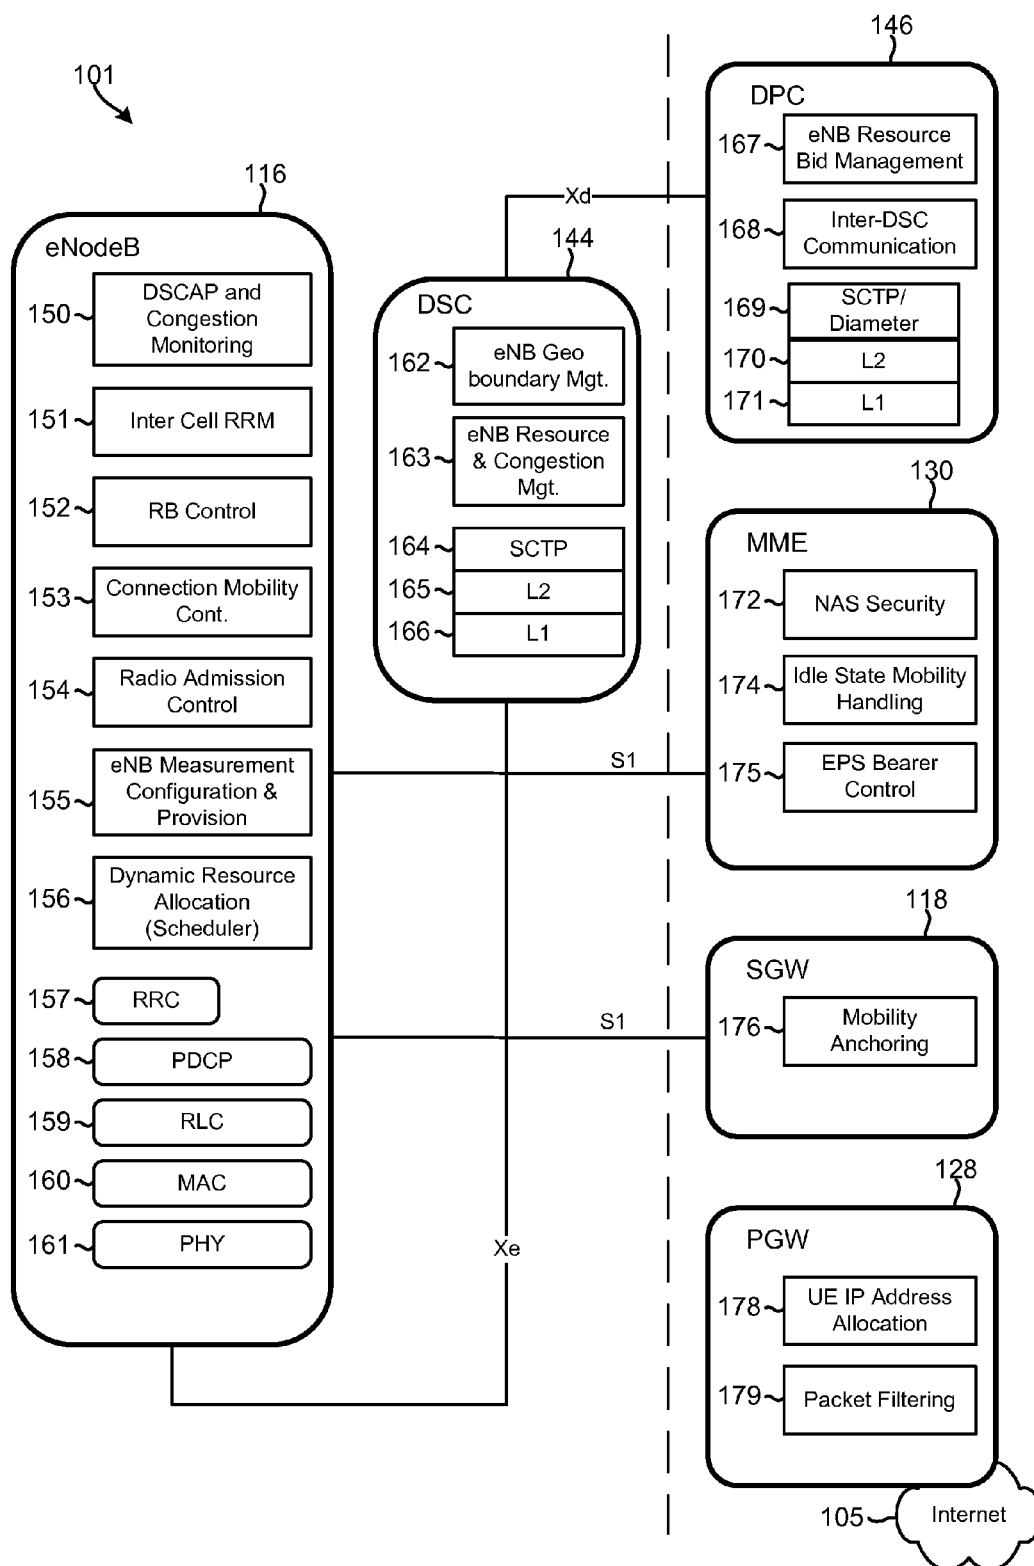 101
116
eNodeB
150 DSCAP and
Congestion
Monitoring
151 Inter Cell RRM
152 RB Control
153 Connection Mobility
Cont.
154 Radio Admission
Control
155 eNB Measurement
Configuration &
Provision
156 Dynamic Resource
Allocation
(Scheduler)
157 RRC
158 PDCP
159 RLC
160 MAC
161 PHY
144
DSC
162 eNB Geo
boundary Mgt.
163 eNB Resource
& Congestion
Mgt.
164 SCTP
165 L2
166 L1
Xd
S1
S1
Xe
146
DPC
167 eNB Resource
Bid Management
168 Inter-DSC
Communication
169 SCTP/
Diameter
170 L2
171 L1
130
MME
172 NAS Security
174 Idle State Mobility
Handling
175 EPS Bearer
Control
118
SGW
176 Mobility
Anchoring
128
PGW
178 UE IP Address
Allocation
179 Packet Filtering
105 Internet